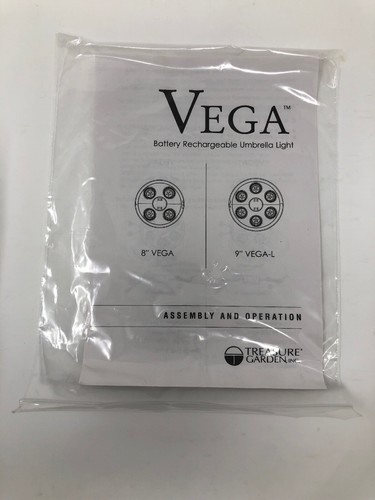 VEGA™
Battery Rechargeable Umbrella Light
8" VEGA
9" VEGA-L
ASSEMBLY AND OPERATION
TREASURE
GARDEN, INC.